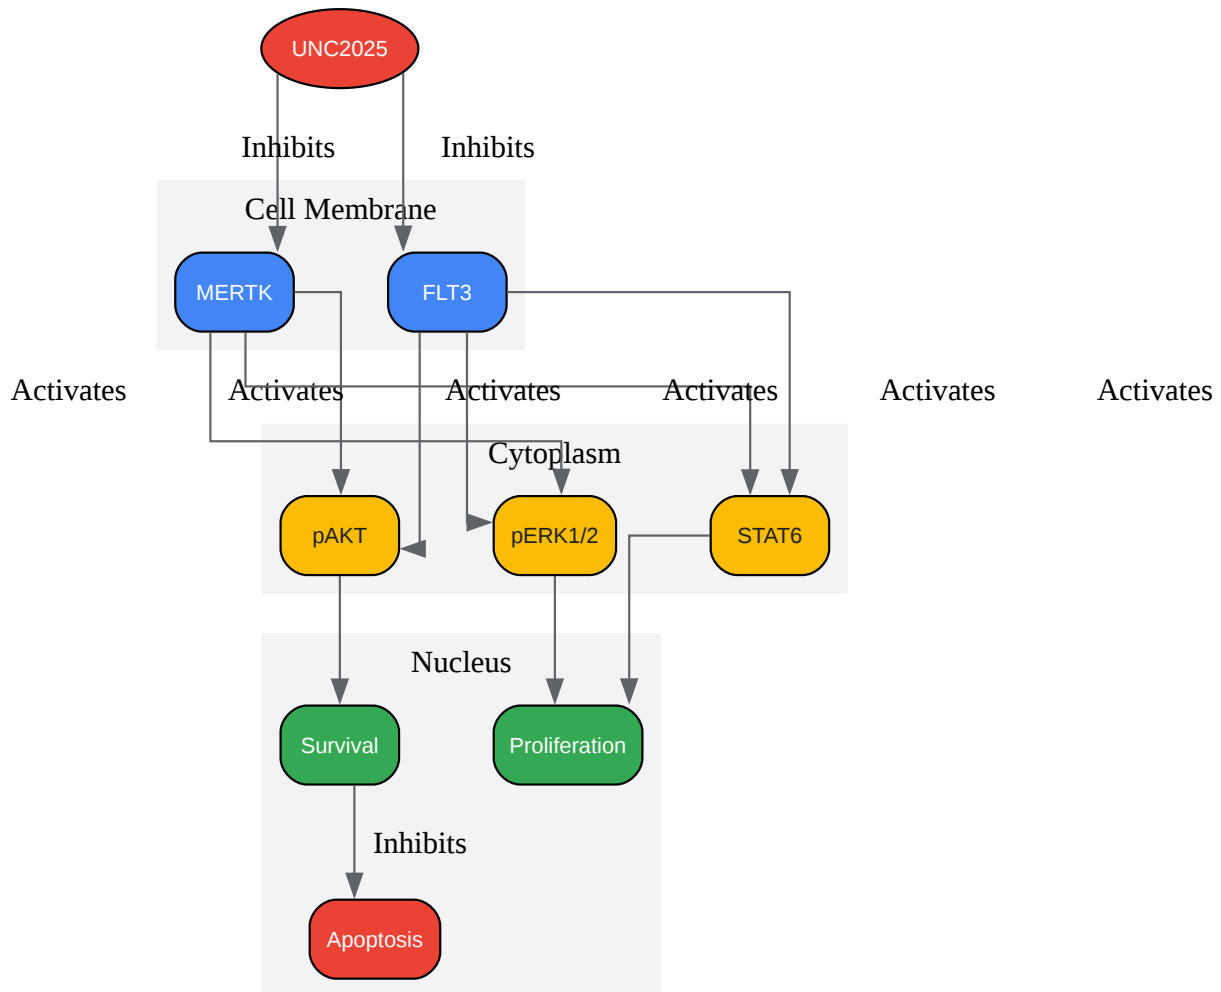 UNC2025
Inhibits Inhibits
Cell Membrane
MERTK FLT3
Activates Activates Activates Activates Activates Activates
Cytoplasm
pAKT pERK1/2 STAT6
Nucleus
Survival Proliferation
Inhibits
Apoptosis